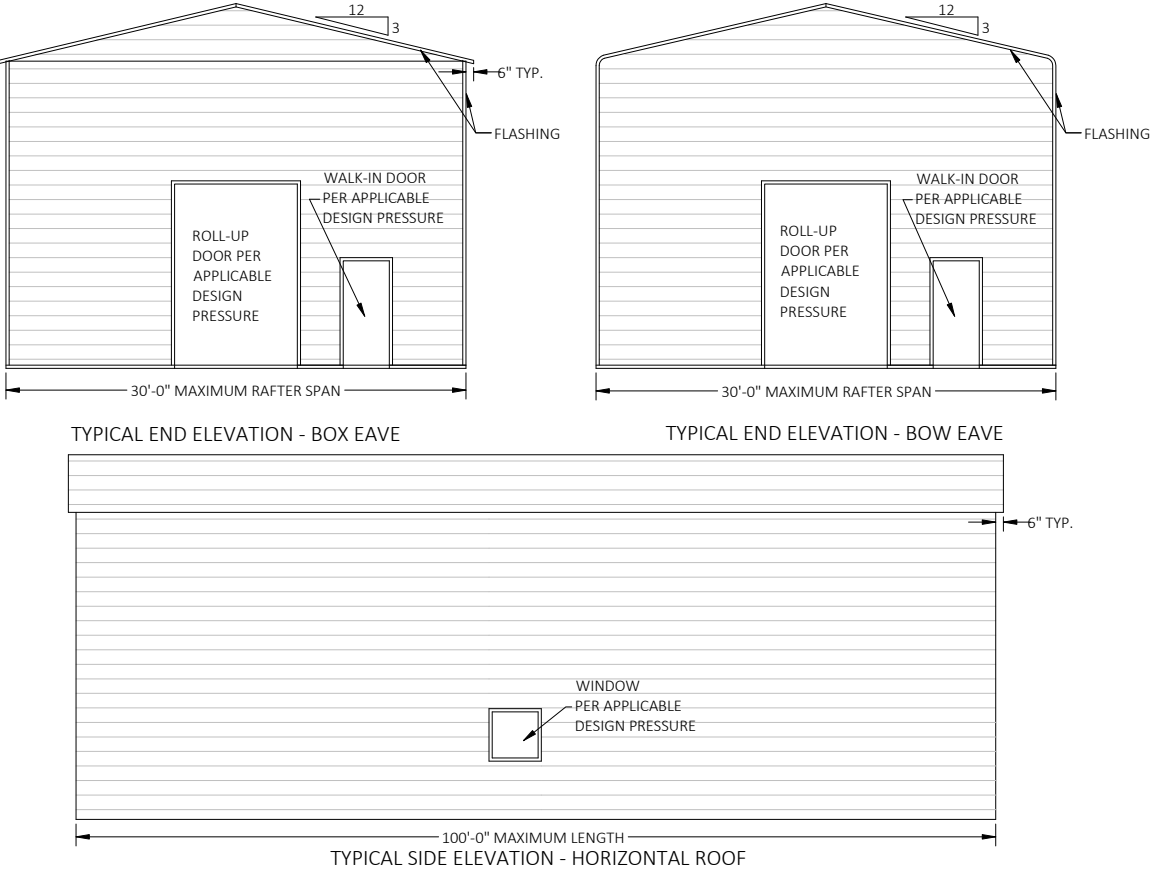 12
3
6" TYP.
FLASHING
WALK-IN DOOR
PER APPLICABLE
DESIGN PRESSURE
ROLL-UP
DOOR PER
APPLICABLE
DESIGN
PRESSURE
30'-0" MAXIMUM RAFTER SPAN
TYPICAL END ELEVATION - BOX EAVE
12
3
FLASHING
WALK-IN DOOR
PER APPLICABLE
DESIGN PRESSURE
ROLL-UP
DOOR PER
APPLICABLE
DESIGN
PRESSURE
30'-0" MAXIMUM RAFTER SPAN
TYPICAL END ELEVATION - BOW EAVE
6" TYP.
WINDOW
PER APPLICABLE
DESIGN PRESSURE
100'-0" MAXIMUM LENGTH
TYPICAL SIDE ELEVATION - HORIZONTAL ROOF